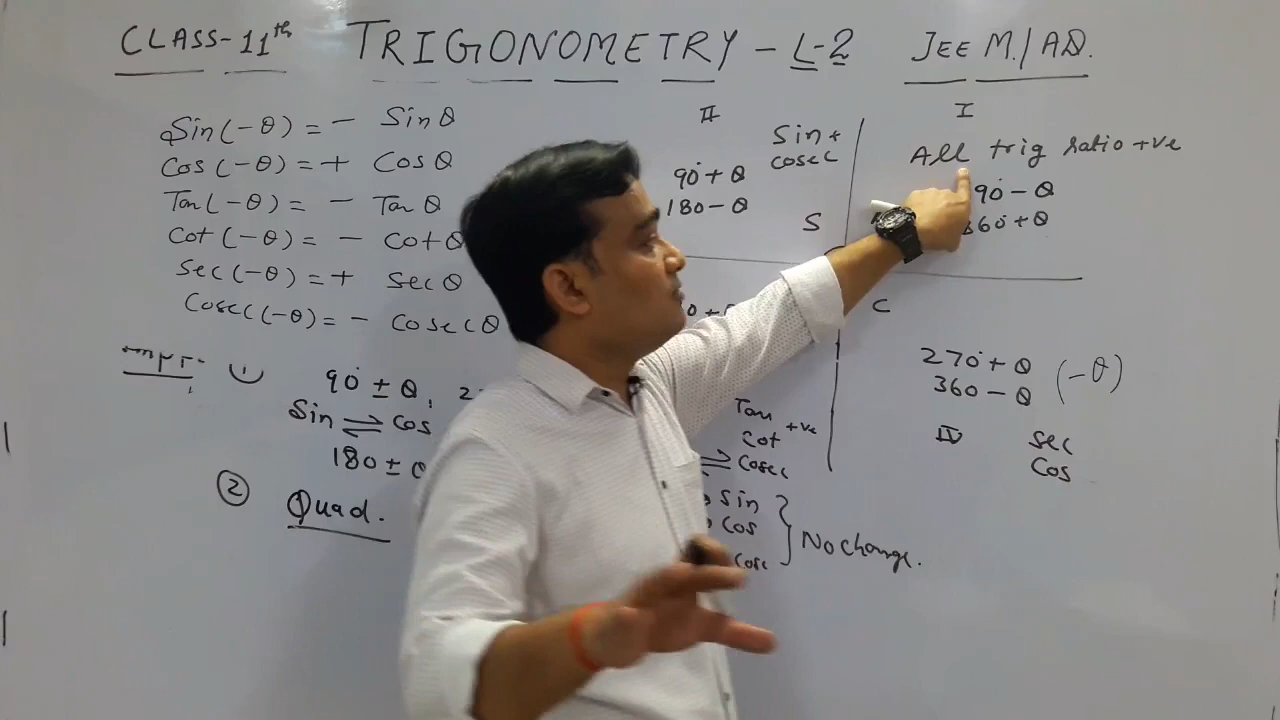 CLASS-11th TRIGONOMETRY - L-2 JEE M./AD.
Sin(-θ) = - Sinθ
Cos(-θ) = + Cosθ
Tan(-θ) = - Tanθ
Cot(-θ) = - Cotθ
Sec(-θ) = + Secθ
Cosec(-θ) = - Cosecθ
Impt. (1)
90° ± θ,
Sin ⇌ Cos
180 ±
(2) Quad.
II
Sin +
Cosec
90° + θ
180 - θ
S
I
All trig ratio +ve
90° - θ
360° + θ
Tan
Cot +ve
⇌ Cosec
Sin
Cos
No change.
C
270° + θ
360 - θ (-θ)
IV Sec
Cos